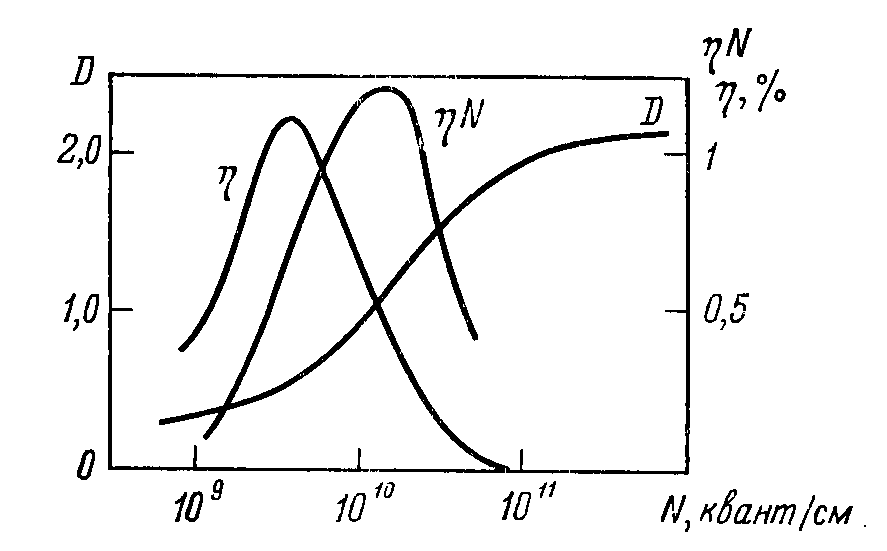 D
ηN
η, %
2,0
1,0
0
1
0,5
η
ηN
D
10⁹
10¹⁰
10¹¹
N, квант/см